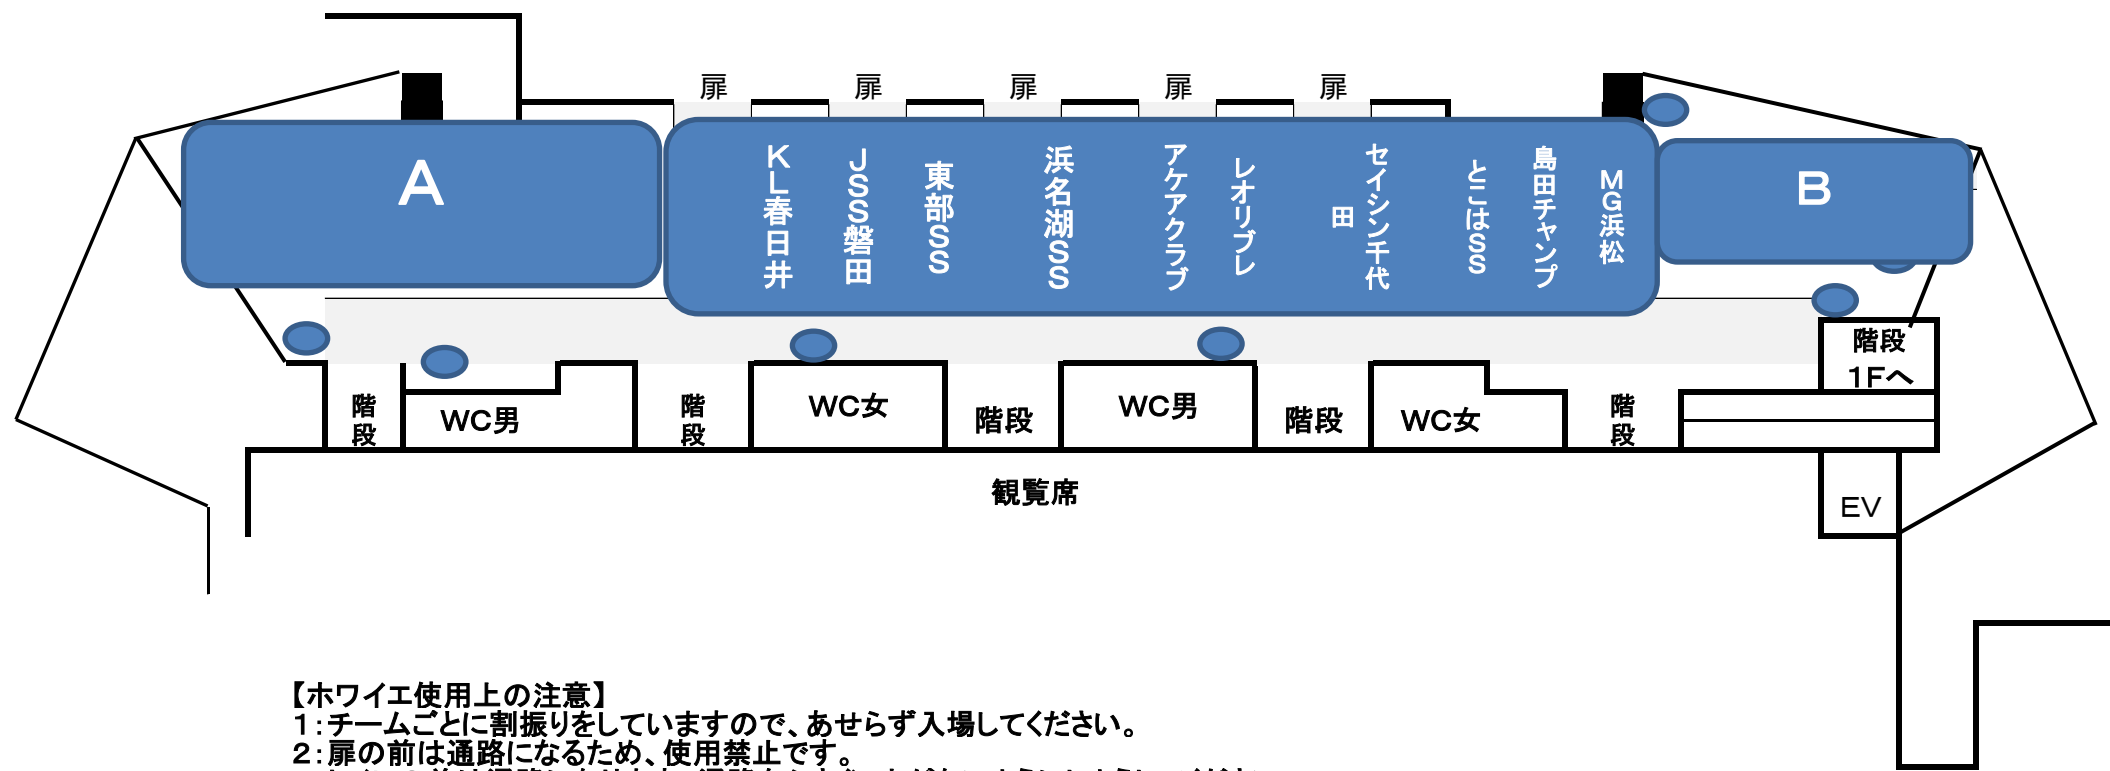 扉
扉
扉
扉
扉
A
KL春日井
JSS磐田
東部SS
浜名湖SS
アケアクラブ
レオリブレ
セイシン千代
田
とこはSS
島田チャンプ
MG浜松
B
階段
1Fへ
階段
WC男
階段
WC女
階段
WC男
階段
WC女
階段
観覧席
EV
【ホワイエ使用上の注意】
1:チームごとに割振りをしていますので、あせらず入場してください。
2:扉の前は通路になるため、使用禁止です。